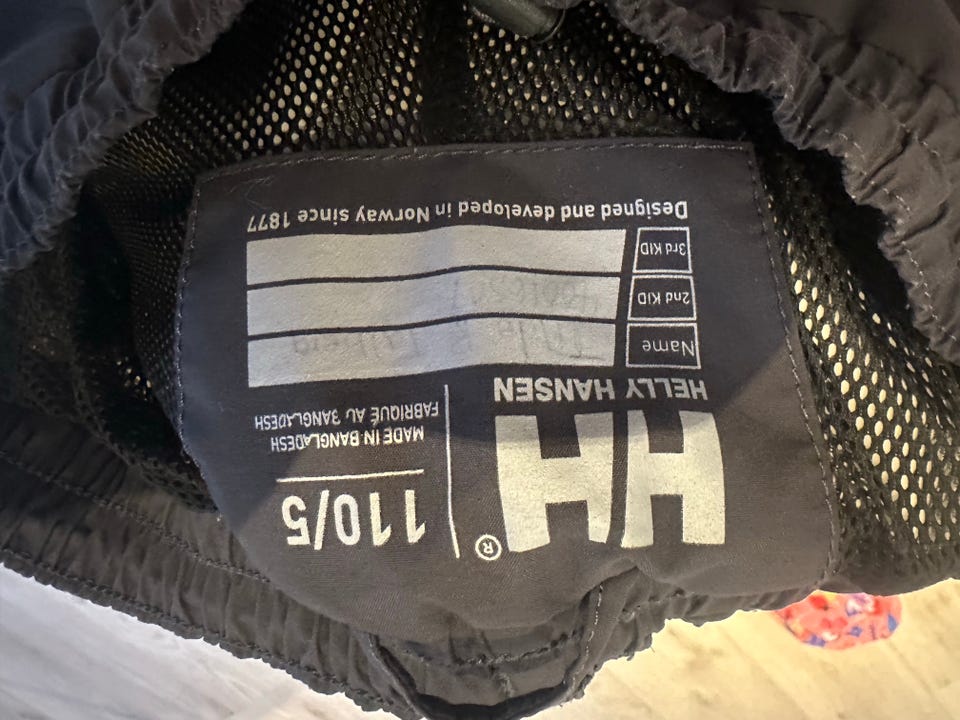 HH®
HELLY HANSEN
110/5
MADE IN BANGLADESH
FABRIQUÉ AU BANGLADESH
Name
2nd KID
3rd KID
Designed and developed in Norway since 1877